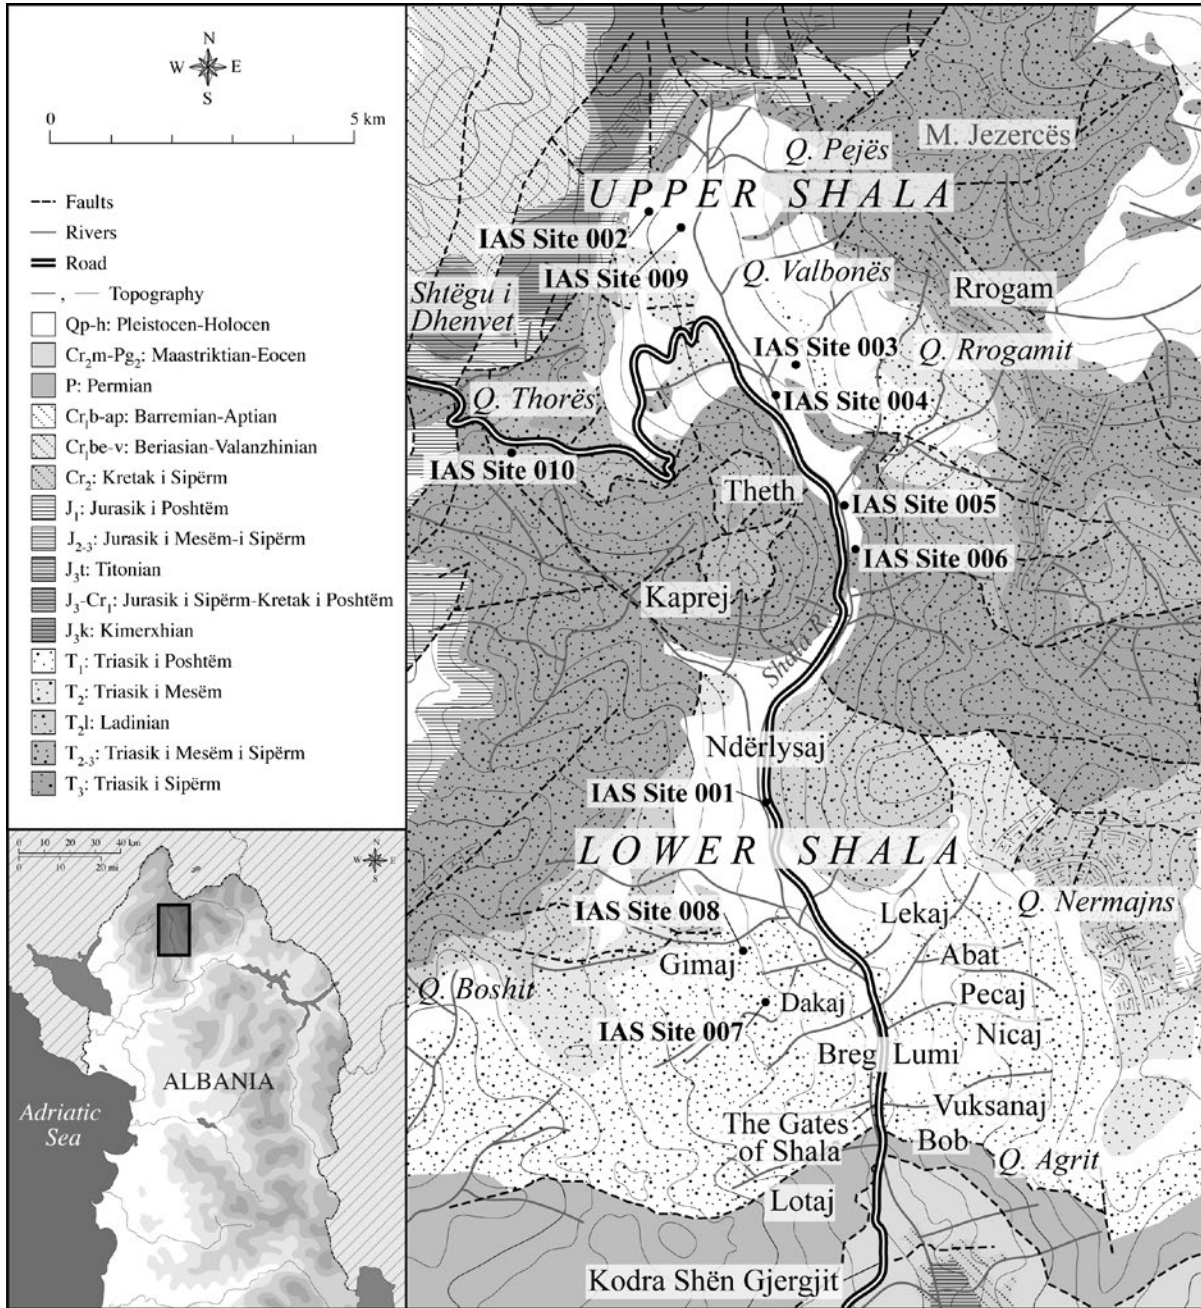 N
W E
S
0 5 km
Faults
Rivers
Road
, Topography
Qp-h: Pleistocen-Holocen
Cr₂m-Pg₂: Maastriktian-Eocen
P: Permian
Cr₁b-ap: Barremian-Aptian
Cr₁be-v: Beriasian-Valanzhinian
Cr₂: Kretak i Sipërm
J₁: Jurasik i Poshtëm
J₂₋₃: Jurasik i Mesëm-i Sipërm
J₃t: Titonian
J₃-Cr₁: Jurasik i Sipërm-Kretak i Poshtëm
J₃k: Kimerxhian
T₁: Triasik i Poshtëm
T₂: Triasik i Mesëm
T₂l: Ladinian
T₂₋₃: Triasik i Mesëm i Sipërm
T₃: Triasik i Sipërm
0 10 20 30 40 km
0 20 mi
N
W E
S
ALBANIA
Adriatic
Sea
M. Jezercës
Q. Pejës
UPPER SHALA
IAS Site 002
IAS Site 009
Q. Valbonës
Shtëgu i
Dhenvet
Rrogam
IAS Site 003
Q. Rrogamit
Q. Thorës
IAS Site 004
IAS Site 010
Theth
IAS Site 005
IAS Site 006
Kaprej
Shala R.
Ndërlysaj
IAS Site 001
LOWER SHALA
IAS Site 008
Lekaj
Q. Nermajns
Gimaj
Abat
Q. Boshit
Dakaj
Pecaj
IAS Site 007
Nicaj
Breg Lumi
Vuksanaj
The Gates
of Shala
Bob
Q. Agrit
Lotaj
Kodra Shën Gjergjit